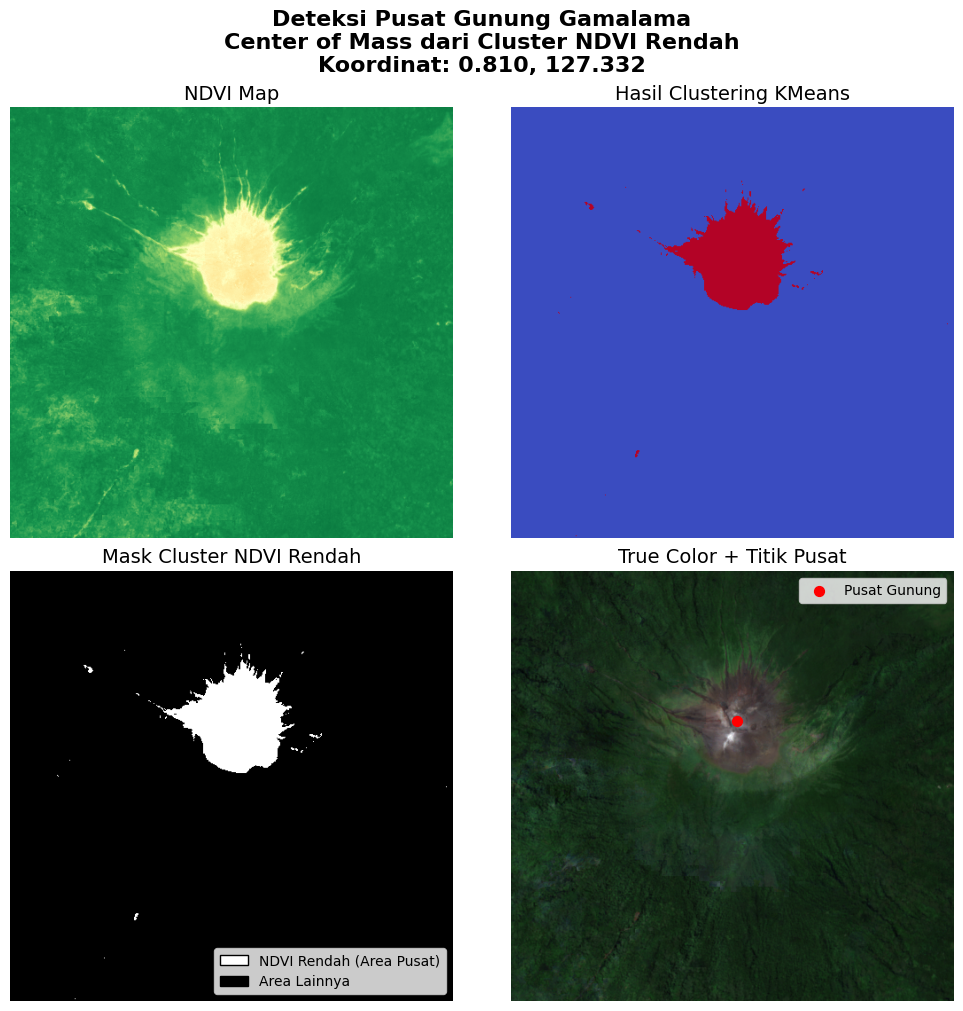 Deteksi Pusat Gunung Gamalama
Center of Mass dari Cluster NDVI Rendah
Koordinat: 0.810, 127.332
NDVI Map
Hasil Clustering KMeans
Mask Cluster NDVI Rendah
NDVI Rendah (Area Pusat)
Area Lainnya
True Color + Titik Pusat
Pusat Gunung